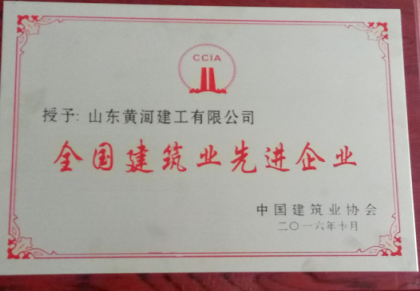 CCIA
授予: 山东黄河建工有限公司
全国建筑业先进企业
中国建筑业协会
二〇一六年十月